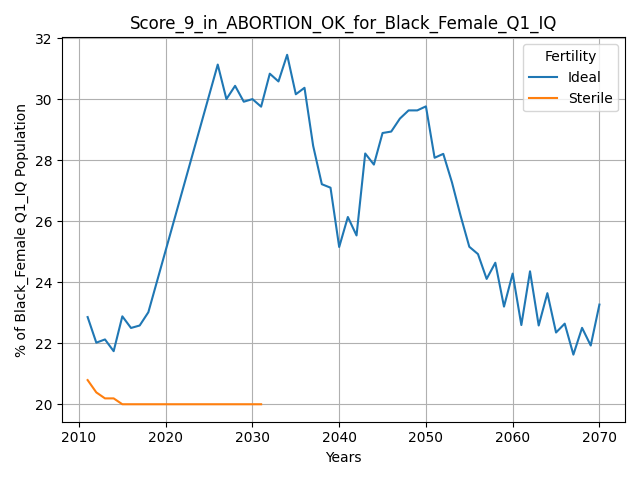 Score_9_in_ABORTION_OK_for_Black_Female_Q1_IQ
% of Black_Female Q1_IQ Population
32
30
28
26
24
22
20
Fertility
Ideal
Sterile
2010 2020 2030 2040 2050 2060 2070
Years